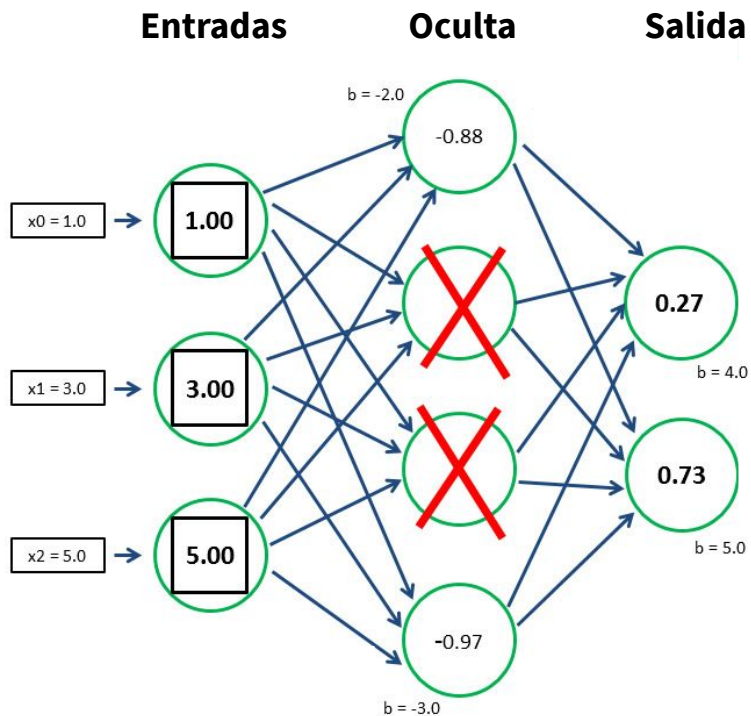 Entradas Oculta Salida
b = -2.0
-0.88
x0 = 1.0
1.00
0.27
b = 4.0
x1 = 3.0
3.00
0.73
b = 5.0
x2 = 5.0
5.00
-0.97
b = -3.0